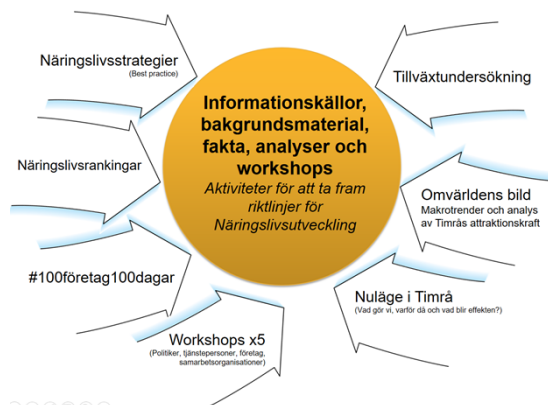 Näringslivsstrategier
(Best practice)
Näringslivsrankingar
#100företag100dagar
Workshops x5
(Politiker, tjänstepersoner, företag,
samarbetsorganisationer)
Informationskällor,
bakgrundsmaterial,
fakta, analyser och
workshops
Aktiviteter för att ta fram
riktlinjer för
Näringslivsutveckling
Tillväxtundersökning
Omvärldens bild
Makrotrender och analys
av Timrås attraktionskraft
Nuläge i Timrå
(Vad gör vi, varför då och vad blir effekten?)